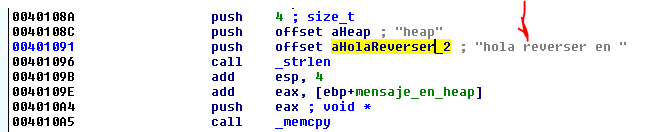 0040108A push 4 ; size_t
0040108C push offset aHeap ; "heap"
00401091 push offset aHolaReverser_2 ; "hola reverser en "
00401096 call _strlen
0040109B add esp, 4
0040109E add eax, [ebp+mensaje_en_heap]
004010A4 push eax ; void *
004010A5 call _memcpy